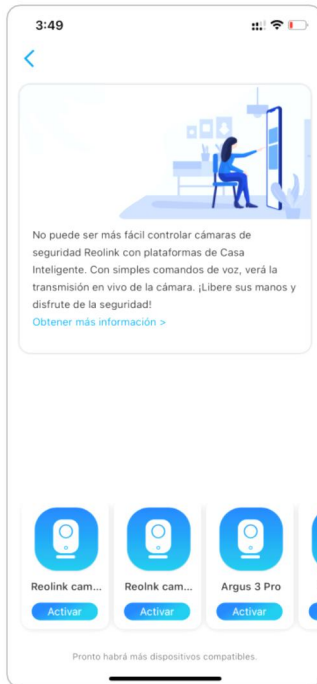 3:49
No puede ser más fácil controlar cámaras de
seguridad Reolink con plataformas de Casa
Inteligente. Con simples comandos de voz, verá la
transmisión en vivo de la cámara. ¡Libere sus manos y
disfrute de la seguridad!
Obtener más información >
Reolink cam... Reolnk cam... Argus 3 Pro
Activar Activar Activar
Pronto habrá más dispositivos compatibles.